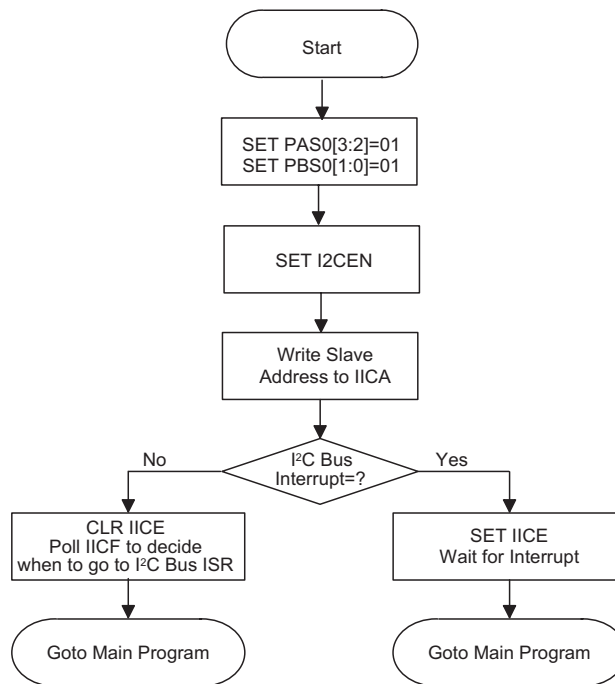 Start
SET PAS0[3:2]=01
SET PBS0[1:0]=01
SET I2CEN
Write Slave
Address to IICA
I²C Bus
Interrupt=?
No
Yes
CLR IICE
Poll IICF to decide
when to go to I²C Bus ISR
SET IICE
Wait for Interrupt
Goto Main Program
Goto Main Program